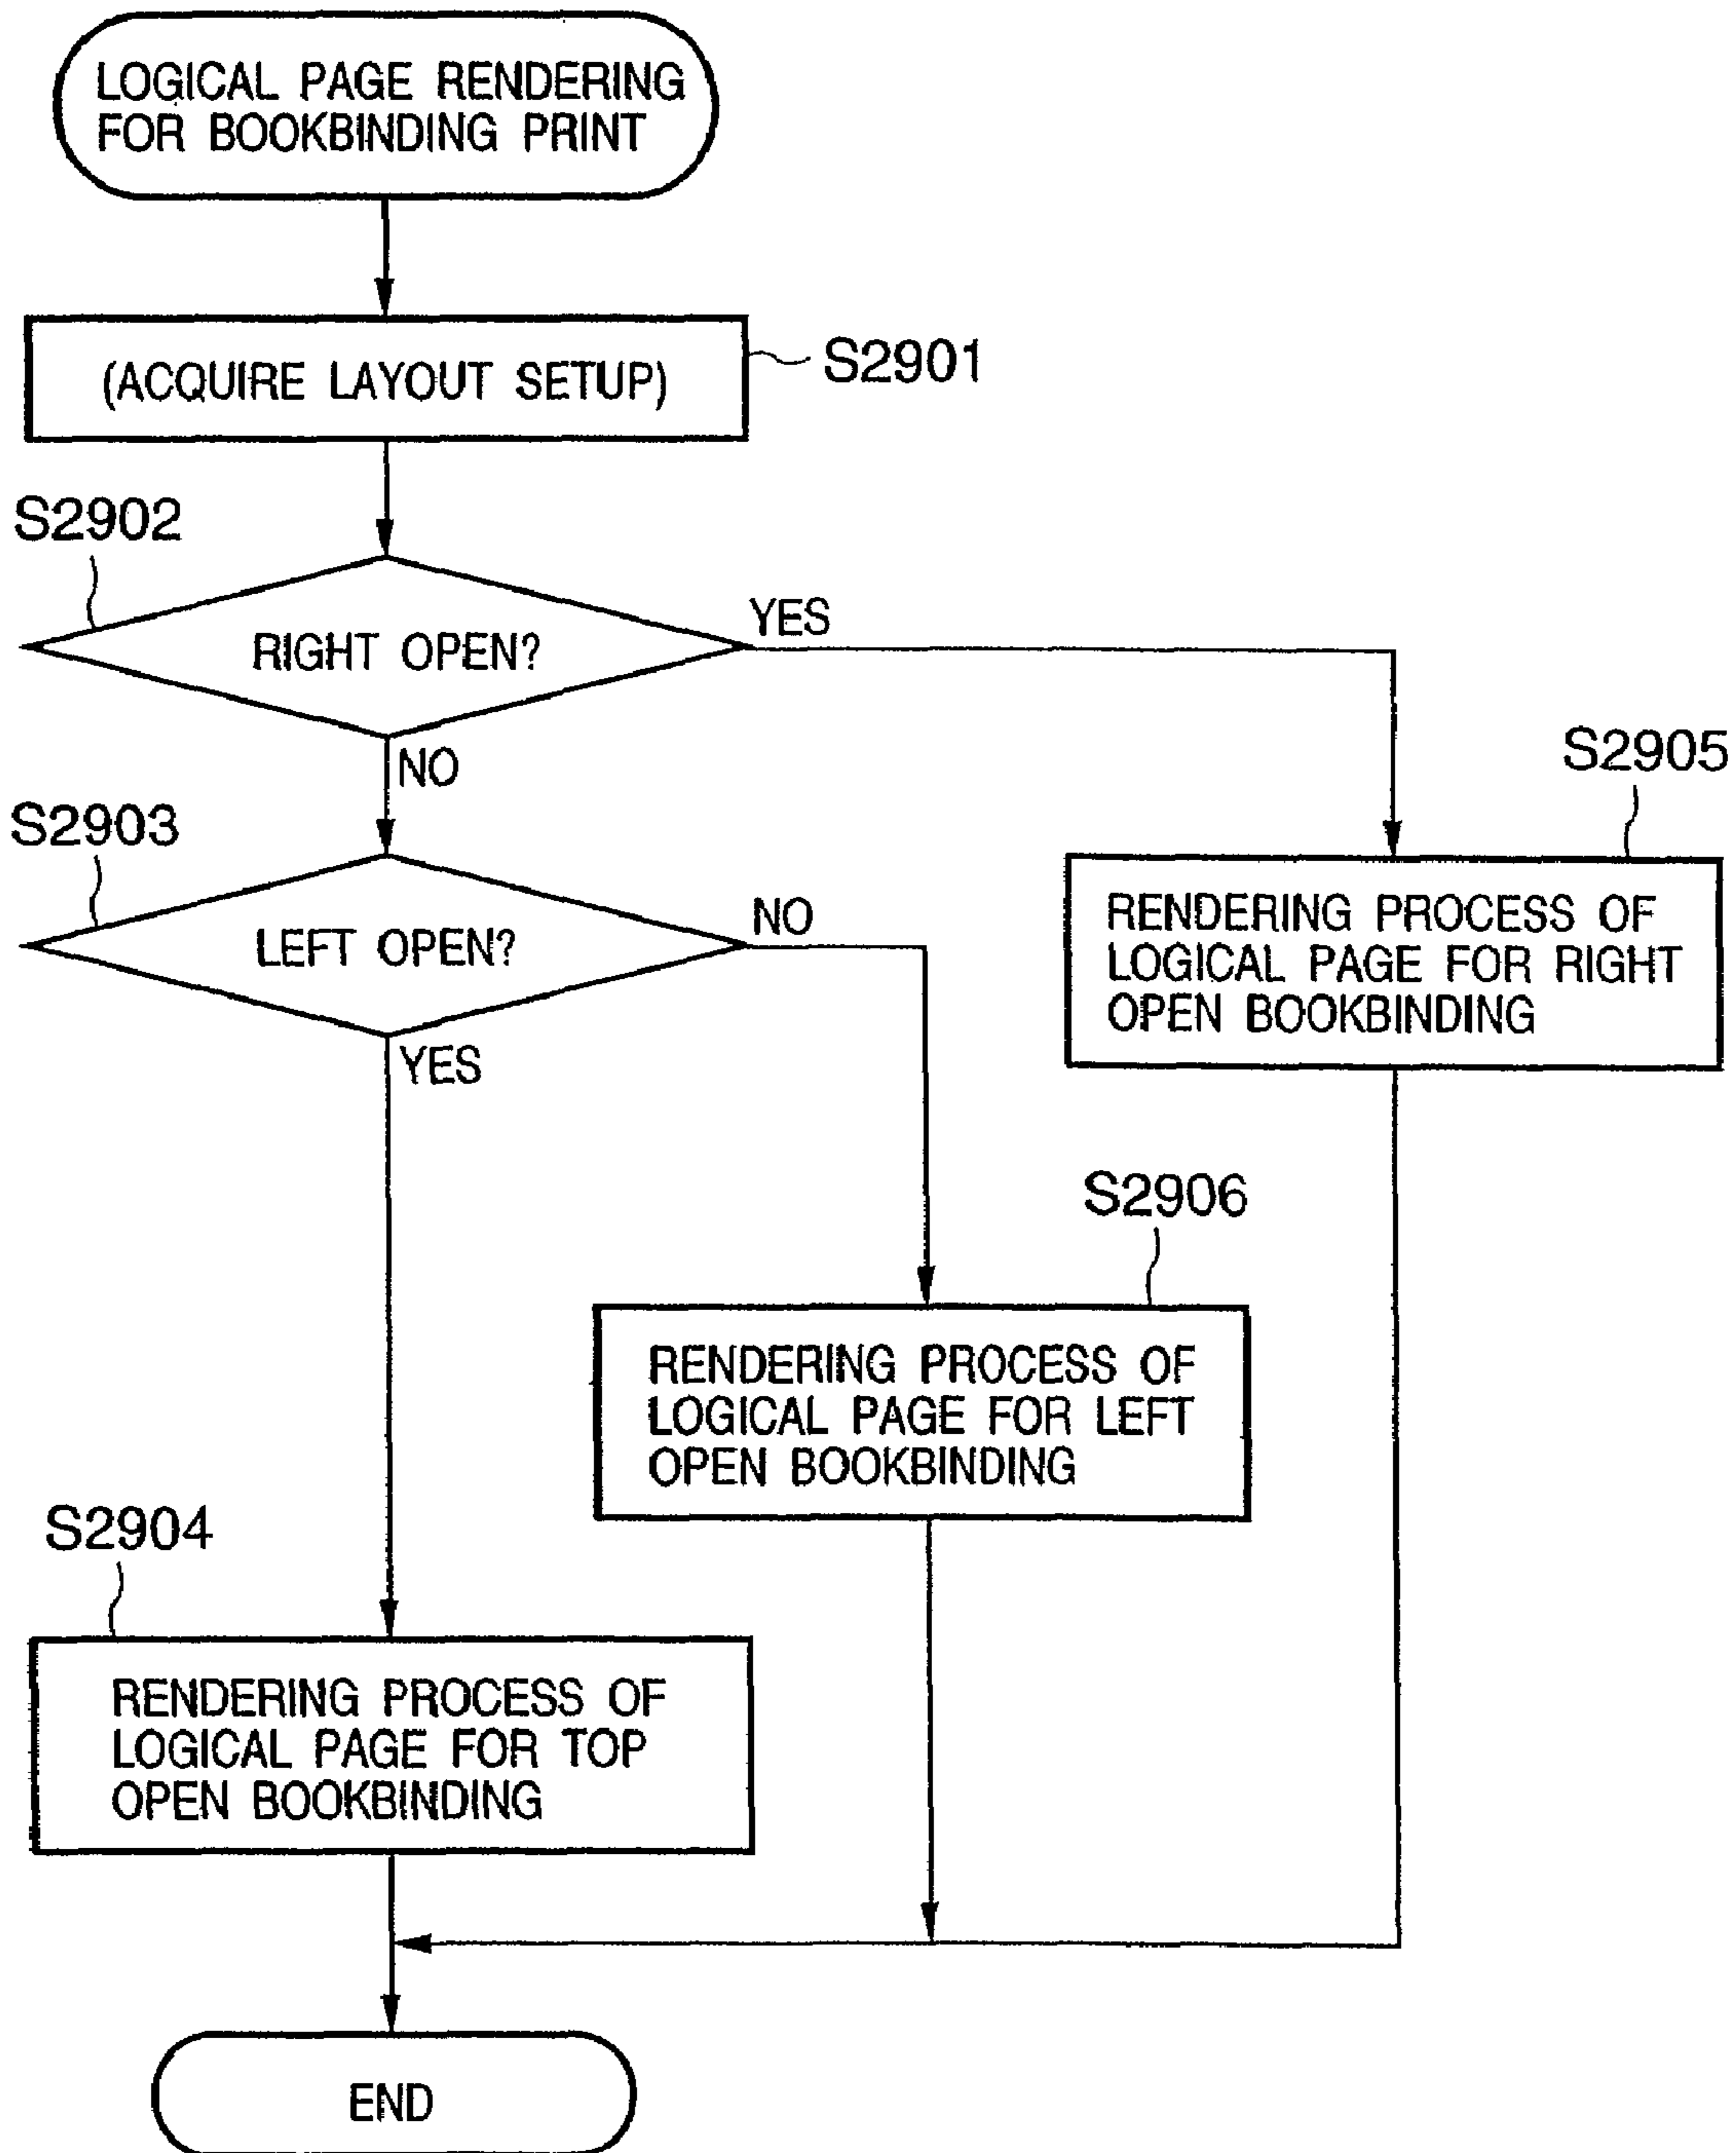 LOGICAL PAGE RENDERING
FOR BOOKBINDING PRINT
(ACQUIRE LAYOUT SETUP)
S2901
S2902
RIGHT OPEN?
YES
NO
S2903
LEFT OPEN?
NO
YES
S2905
RENDERING PROCESS OF
LOGICAL PAGE FOR RIGHT
OPEN BOOKBINDING
S2906
RENDERING PROCESS OF
LOGICAL PAGE FOR LEFT
OPEN BOOKBINDING
S2904
RENDERING PROCESS OF
LOGICAL PAGE FOR TOP
OPEN BOOKBINDING
END